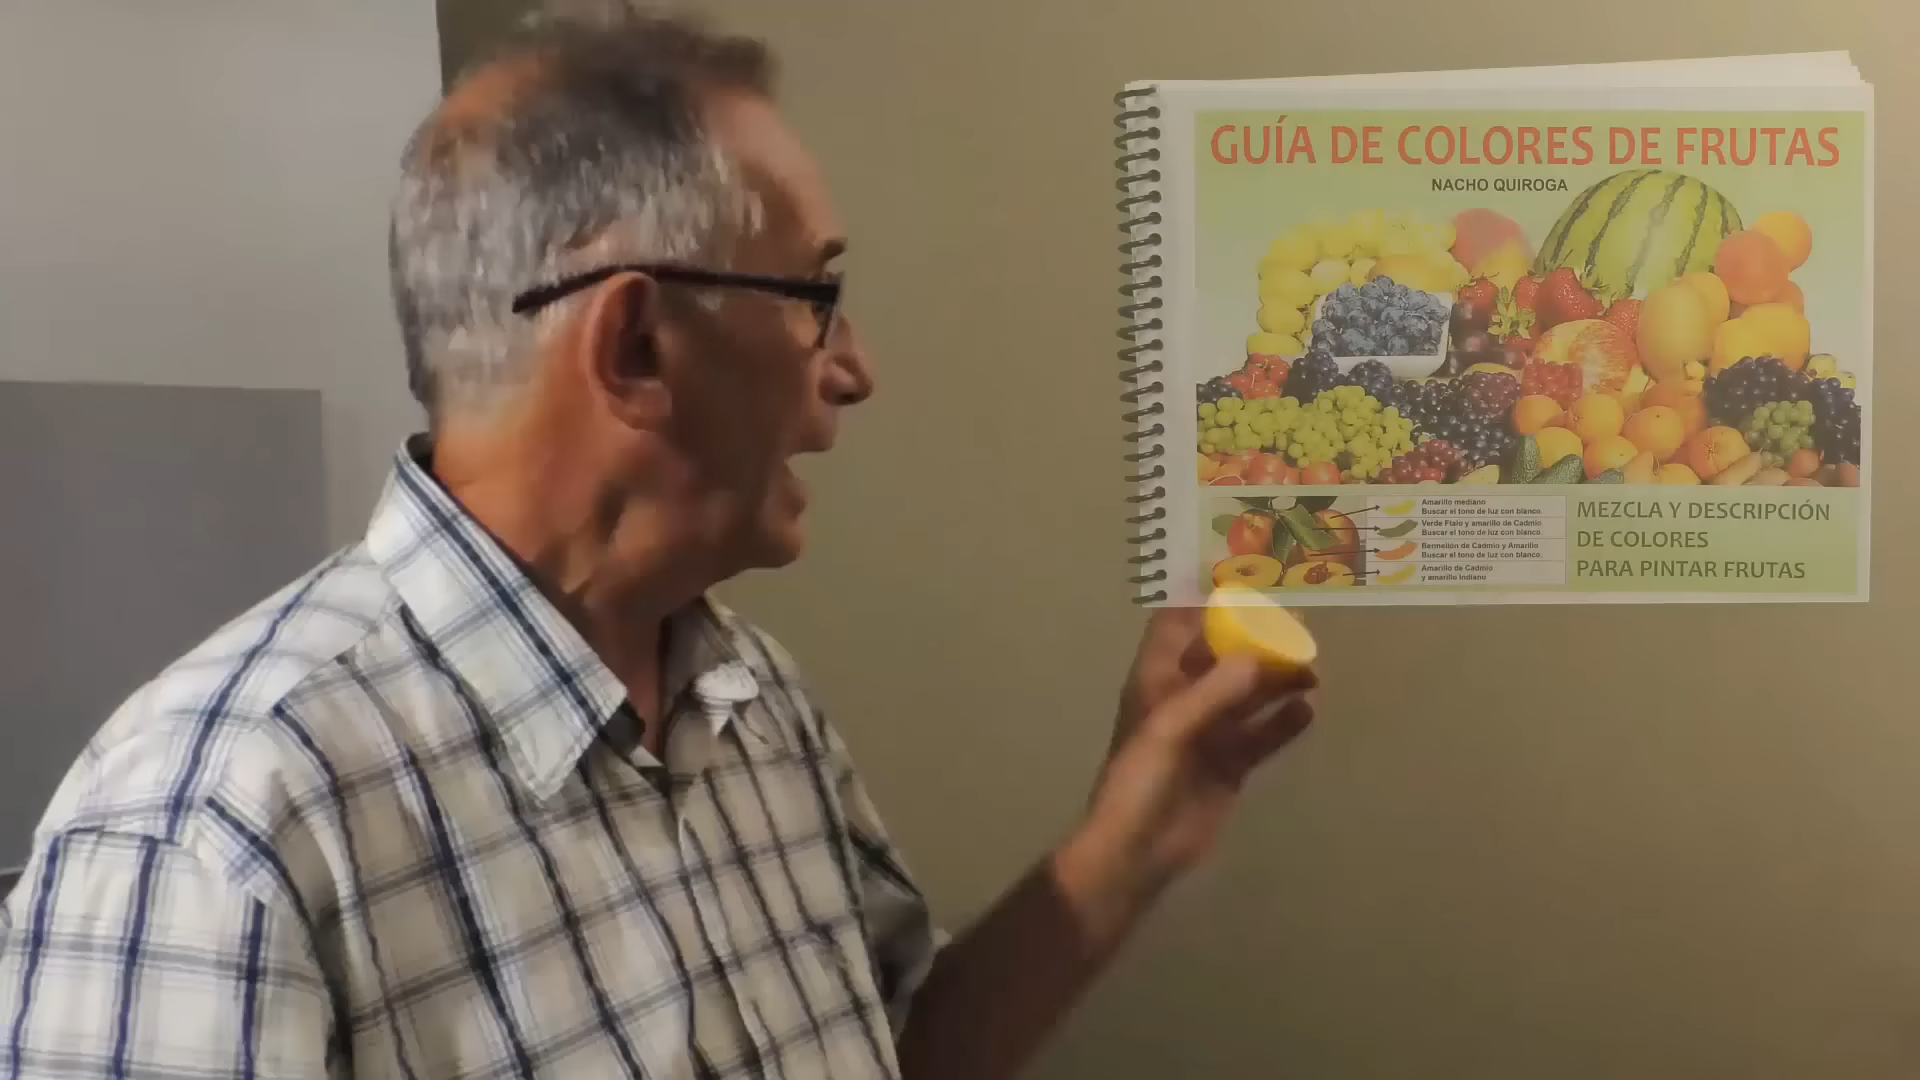 GUÍA DE COLORES DE FRUTAS
NACHO QUIROGA
Amarillo mediano
Buscar el tono de luz con blanco.
Verde Ftalo y amarillo de Cadmio
Buscar el tono de luz con blanco.
Bermellón de Cadmio y Amarillo
Buscar el tono de luz con blanco.
Amarillo de Cadmio
y amarillo indiano
MEZCLA Y DESCRIPCIÓN
DE COLORES
PARA PINTAR FRUTAS